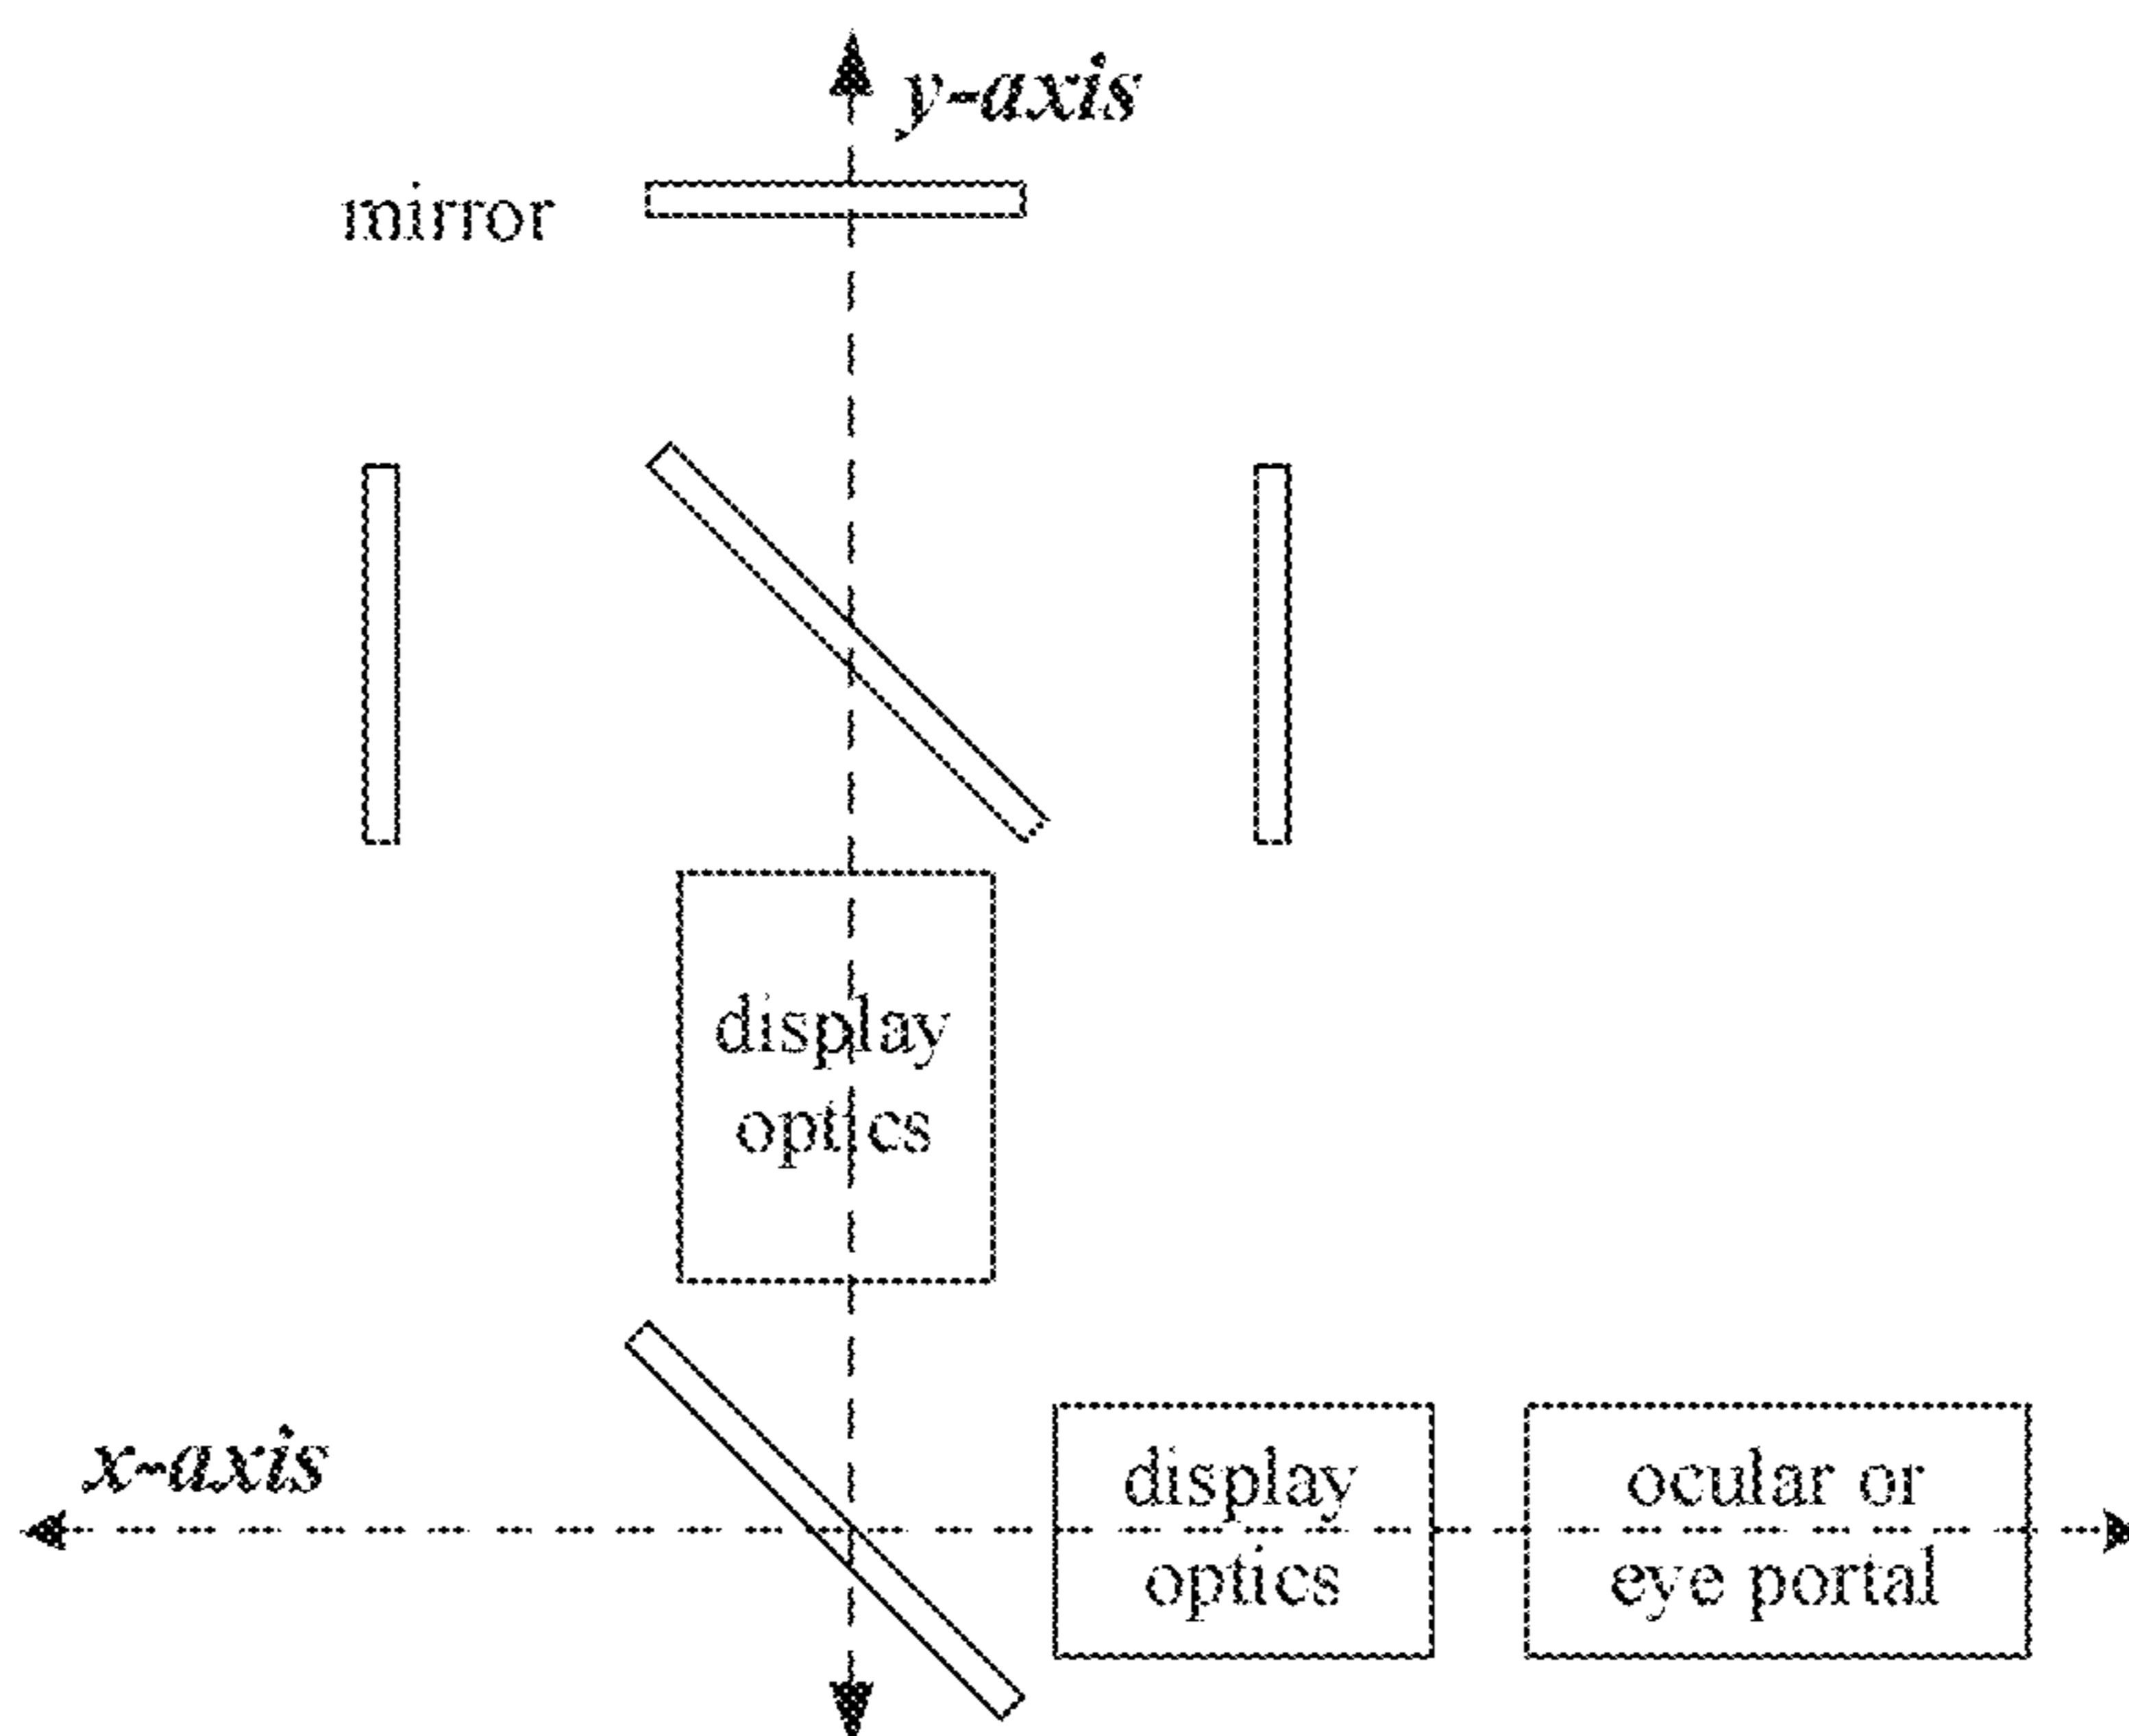 y-axis
mirror
display
optics
x-axis
display
optics
ocular or
eye portal